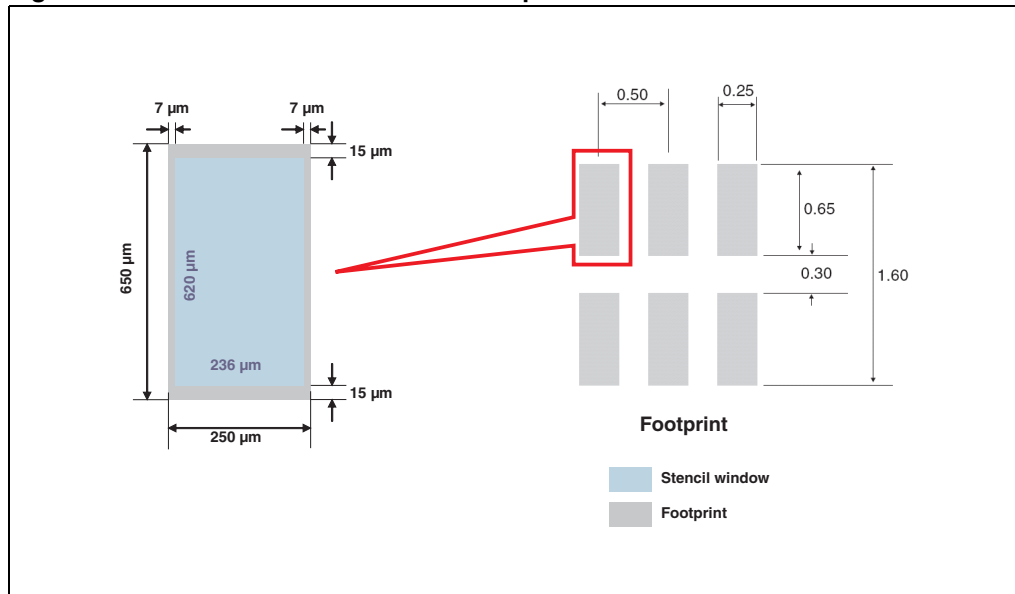 7 µm
7 µm
15 µm
650 µm
620 µm
236 µm
15 µm
250 µm
0.50
0.25
0.65
0.30
1.60
Footprint
Stencil window
Footprint